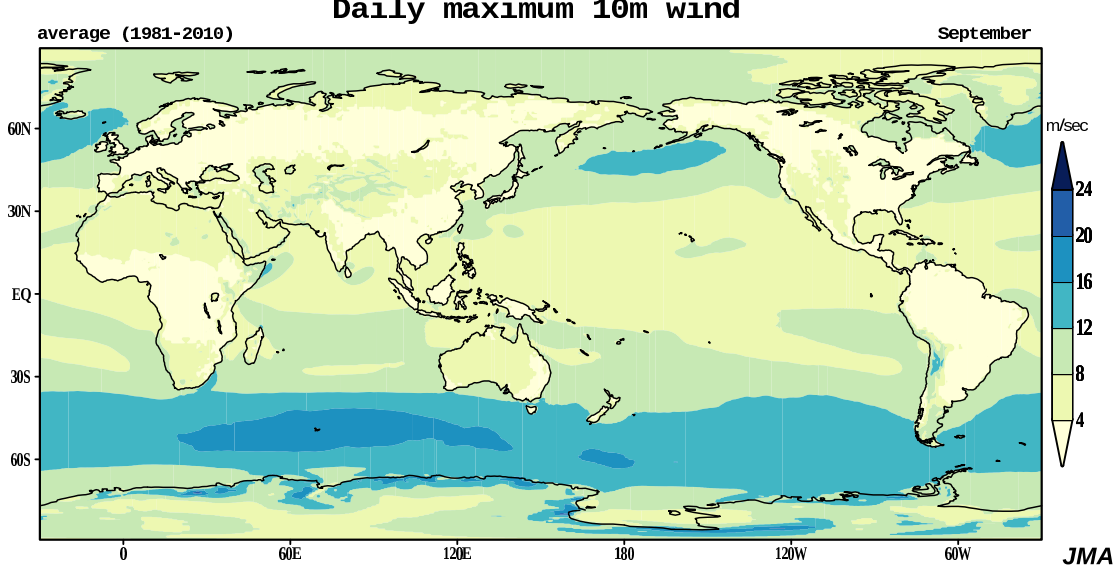 Daily maximum 10m wind
average (1981-2010) September
60N
30N
EQ
30S
60S
0 60E 120E 180 120W 60W
m/sec
24
20
16
12
8
4
JMA